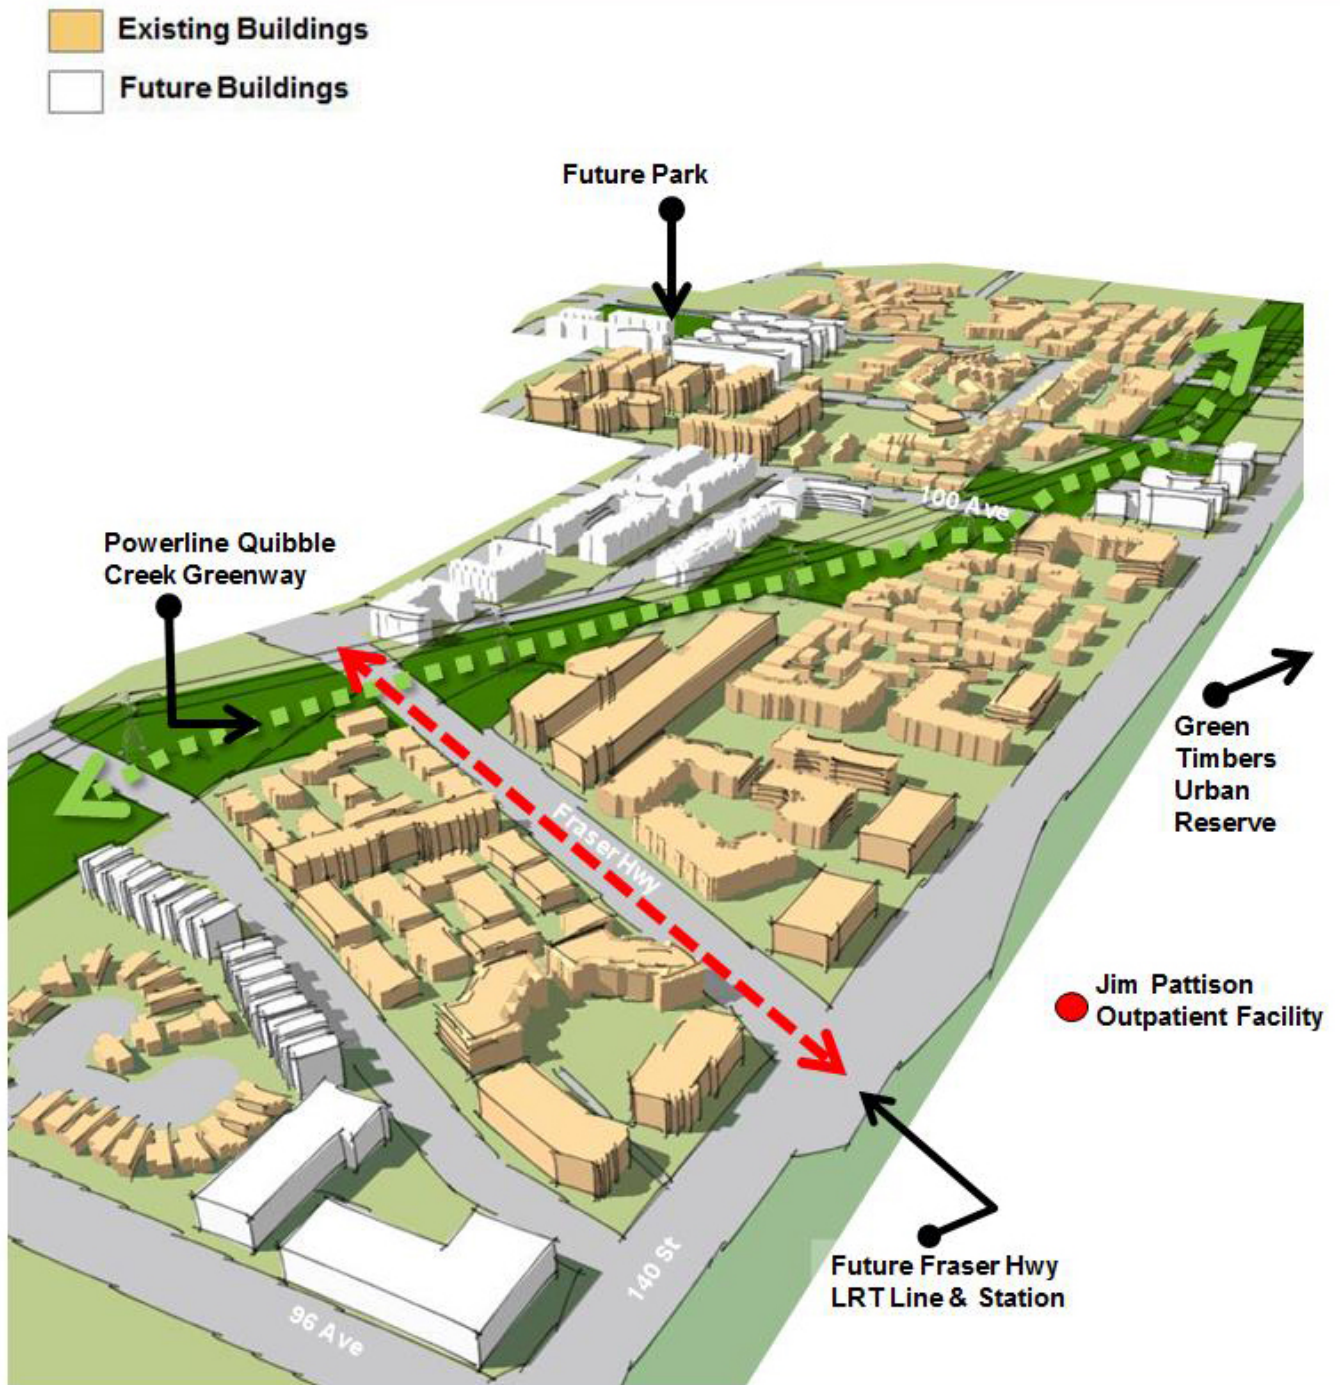 Existing Buildings
Future Buildings
Future Park
100 Ave
Powerline Quibble
Creek Greenway
Green
Timbers
Urban
Reserve
Fraser Hwy
Jim Pattison
Outpatient Facility
Future Fraser Hwy
LRT Line & Station
140 St
96 Ave